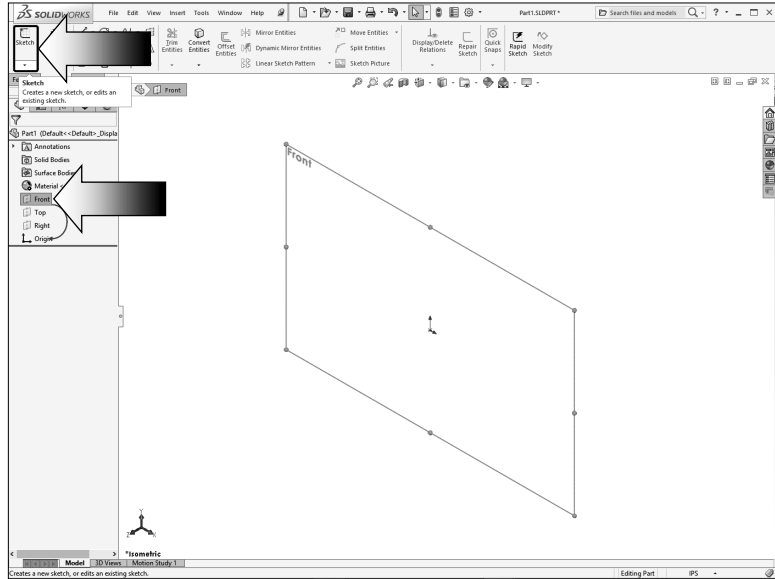 SOLIDWORKS File Edit View Insert Tools Window Help Part1.SLDPRT * Search files and models
Sketch Trim Entities Convert Entities Offset Entities Mirror Entities Move Entities Display/Delete Relations Repair Sketch Quick Snaps Rapid Sketch Modify Sketch
Dynamic Mirror Entities Split Entities
Linear Sketch Pattern Sketch Picture
Sketch
Creates a new sketch, or edits an
existing sketch.
Front
Part1 (Default<<Default>_Displa
Annotations
Solid Bodies
Surface Bodies
Material <
Front
Top
Right
Origin
Front
Y
Z X
*Isometric
Model 3D Views Motion Study 1
Creates a new sketch, or edits an existing sketch. Editing Part IPS